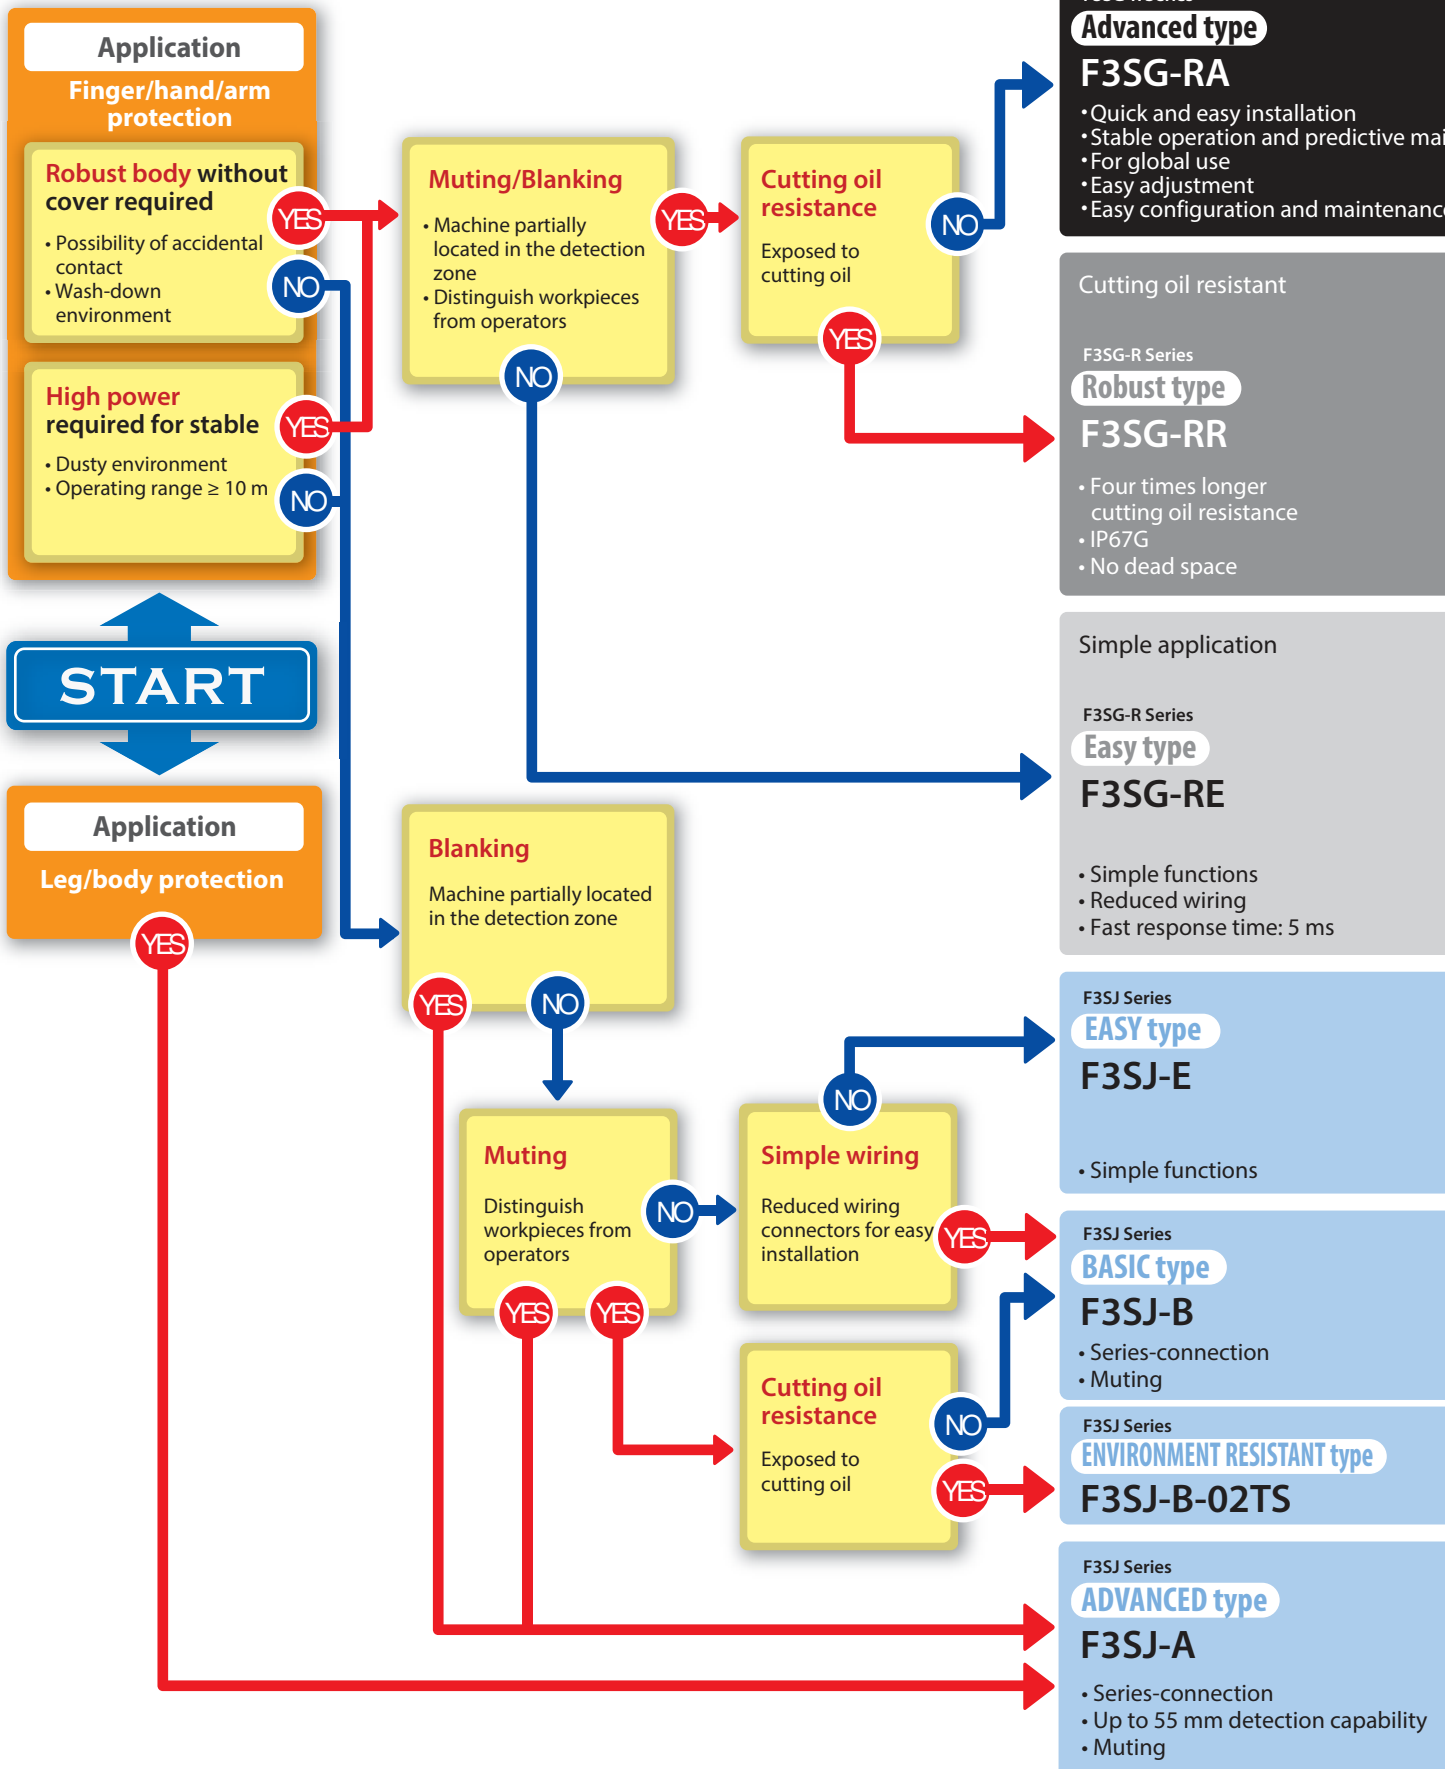 Application
Finger/hand/arm
protection
Robust body without
cover required
• Possibility of accidental
contact
• Wash-down
environment
YES
NO
High power
required for stable
• Dusty environment
• Operating range ≥ 10 m
YES
NO
START
Application
Leg/body protection
YES
Muting/Blanking
• Machine partially
located in the detection
zone
• Distinguish workpieces
from operators
YES
NO
Cutting oil
resistance
Exposed to
cutting oil
NO
YES
Blanking
Machine partially located
in the detection zone
YES
NO
Muting
Distinguish
workpieces from
operators
NO
YES
YES
NO
Simple wiring
Reduced wiring
connectors for easy
installation
YES
Cutting oil
resistance
Exposed to
cutting oil
NO
YES
Advanced type
F3SG-RA
• Quick and easy installation
• Stable operation and predictive
• For global use
• Easy adjustment
• Easy configuration and maintenance
Cutting oil resistant
F3SG-R Series
Robust type
F3SG-RR
• Four times longer
cutting oil resistance
• IP67G
• No dead space
Simple application
F3SG-R Series
Easy type
F3SG-RE
• Simple functions
• Reduced wiring
• Fast response time: 5 ms
F3SJ Series
EASY type
F3SJ-E
• Simple functions
F3SJ Series
BASIC type
F3SJ-B
• Series-connection
• Muting
F3SJ Series
ENVIRONMENT RESISTANT type
F3SJ-B-02TS
F3SJ Series
ADVANCED type
F3SJ-A
• Series-connection
• Up to 55 mm detection capability
• Muting